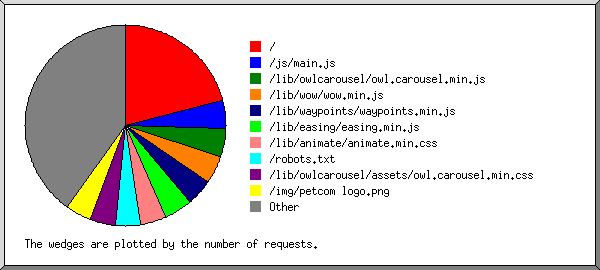 /
/js/main.js
/lib/owlcarousel/owl.carousel.min.js
/lib/wow/wow.min.js
/lib/waypoints/waypoints.min.js
/lib/easing/easing.min.js
/lib/animate/animate.min.css
/robots.txt
/lib/owlcarousel/assets/owl.carousel.min.css
/img/petcom logo.png
Other
The wedges are plotted by the number of requests.